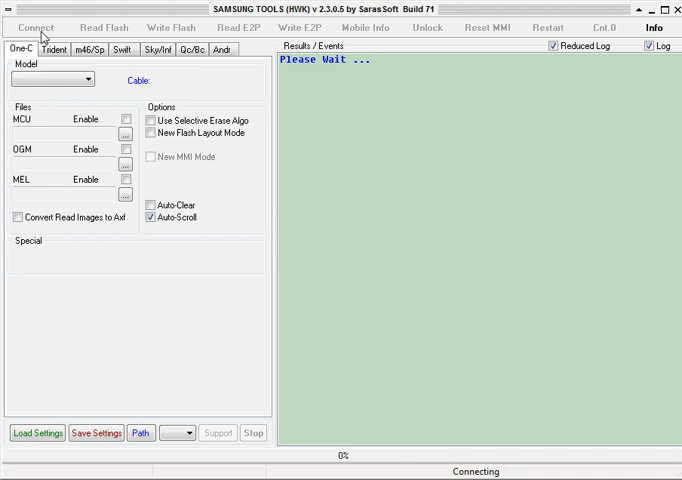 SAMSUNG TOOLS (HWK) v 2.3.0.5 by SarasSoft Build 71
Connect Read Flash Write Flash Read E2P Write E2P Mobile Info Unlock Reset MMI Restart Cnt.0 Info
One-C Trident m46/Sp Swift Sky/Inf Qc/Bc Andr
Results / Events Reduced Log Log
Model
Cable:
Please Wait ...
Files
MCU Enable
...
OGM Enable
...
MEL Enable
...
Convert Read Images to Axf
Options
Use Selective Erase Algo
New Flash Layout Mode
New MMI Mode
Auto-Clear
Auto-Scroll
Special
Load Settings Save Settings Path Support Stop
0%
Connecting